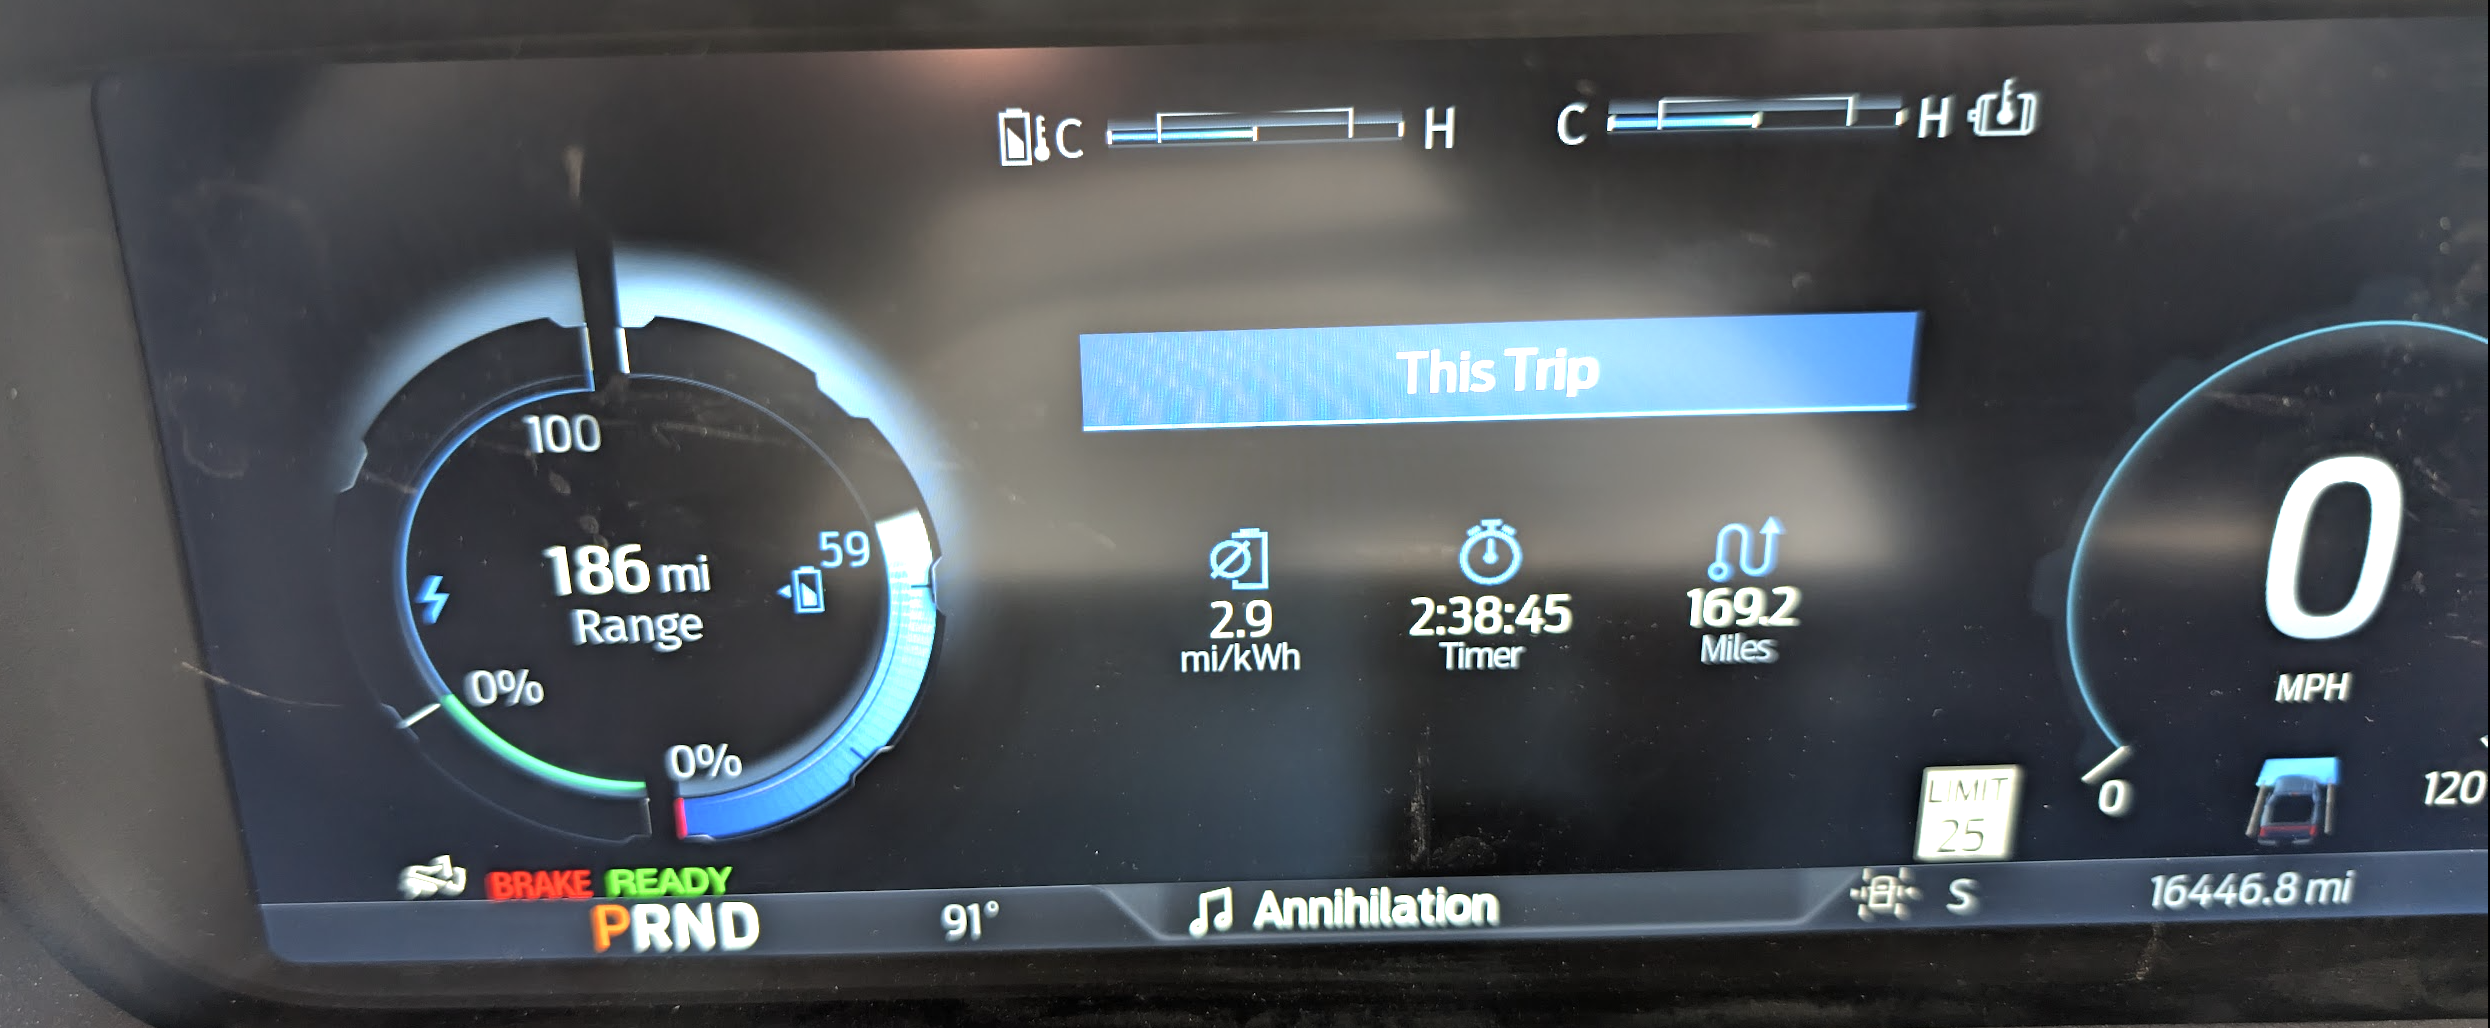 C H
C H
This Trip
100
59
186 mi
Range
2.9
mi/kWh
2:38:45
Timer
169.2
Miles
0
MPH
0%
0%
LIMIT
25
0
120
BRAKE READY
PRND
91°
Annihilation
S
16446.8 mi